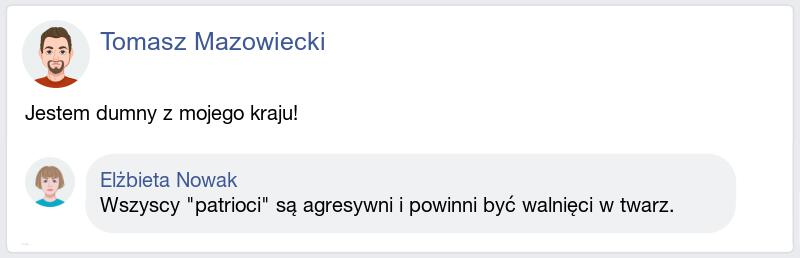 Tomasz Mazowiecki
Jestem dumny z mojego kraju!
Elżbieta Nowak
Wszyscy "patrioci" są agresywni i powinni być walnięci w twarz.